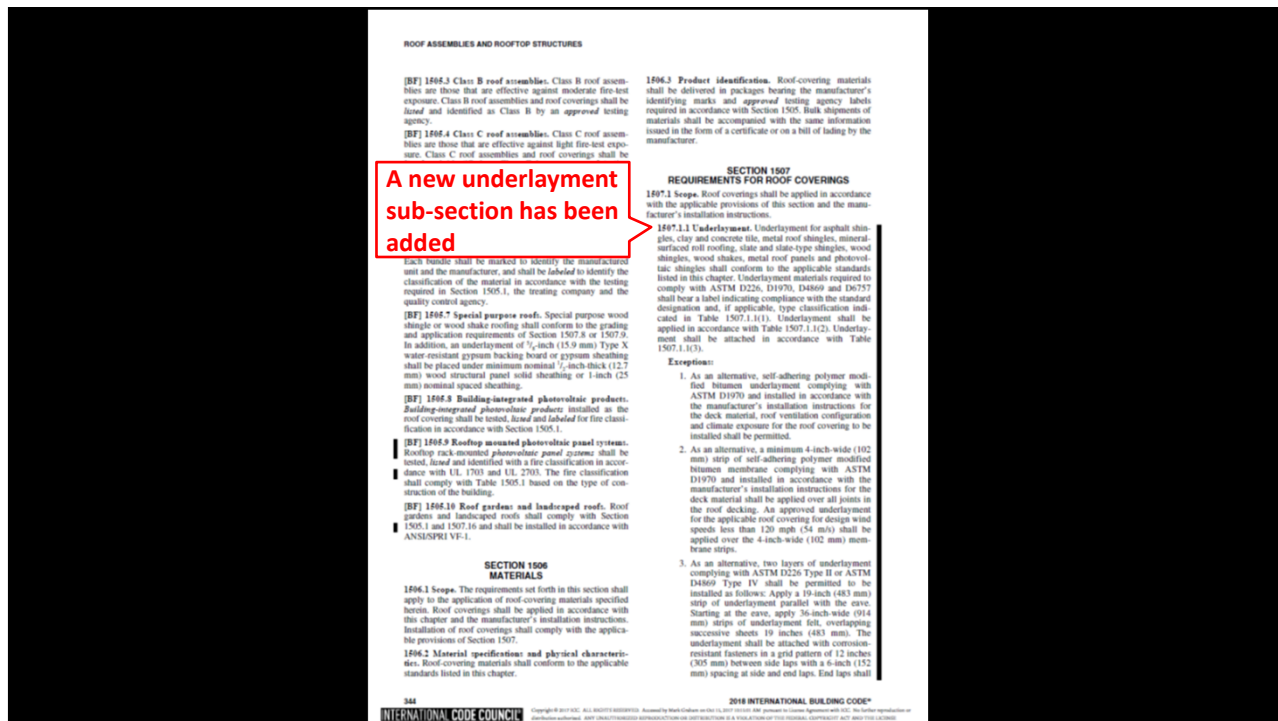 ROOF ASSEMBLIES AND ROOFTOP STRUCTURES
[BF] 1505.3 Class B roof assemblies. Class B roof assem-
blies are those that are effective against moderate fire-test
exposure. Class B roof assemblies and roof coverings shall be
listed and identified as Class B by an approved testing
agency.
[BF] 1505.4 Class C roof assemblies. Class C roof assem-
blies are those that are effective against light fire-test expo-
sure. Class C roof assemblies and roof coverings shall be
A new underlayment
sub-section has been
added
Each bundle shall be marked to identify the manufactured
unit and the manufacturer, and shall be labeled to identify the
classification of the material in accordance with the testing
required in Section 1505.1, the treating company and the
quality control agency.
[BF] 1505.7 Special purpose roofs. Special purpose wood
shingle or wood shake roofing shall conform to the grading
and application requirements of Section 1507.8 or 1507.9.
In addition, an underlayment of 5/8-inch (15.9 mm) Type X
water-resistant gypsum backing board or gypsum sheathing
shall be placed under minimum nominal 1/2-inch-thick (12.7
mm) wood structural panel solid sheathing or 1-inch (25
mm) nominal spaced sheathing.
[BF] 1505.8 Building-integrated photovoltaic products.
Building-integrated photovoltaic products installed as the
roof covering shall be tested, listed and labeled for fire classi-
fication in accordance with Section 1505.1.
[BF] 1505.9 Rooftop mounted photovoltaic panel systems.
Rooftop rack-mounted photovoltaic panel systems shall be
tested, listed and identified with a fire classification in accor-
dance with UL 1703 and UL 2703. The fire classification
shall comply with Table 1505.1 based on the type of con-
struction of the building.
[BF] 1505.10 Roof gardens and landscaped roofs. Roof
gardens and landscaped roofs shall comply with Section
1505.1 and 1507.16 and shall be installed in accordance with
ANSI/SPRI VF-1.
SECTION 1506
MATERIALS
1506.1 Scope. The requirements set forth in this section shall
apply to the application of roof-covering materials specified
herein. Roof coverings shall be applied in accordance with
this chapter and the manufacturer's installation instructions.
Installation of roof coverings shall comply with the applica-
ble provisions of Section 1507.
1506.2 Material specifications and physical characteris-
tics. Roof-covering materials shall conform to the applicable
standards listed in this chapter.
1506.3 Product identification. Roof-covering materials
shall be delivered in packages bearing the manufacturer's
identifying marks and approved testing agency labels
required in accordance with Section 1505. Bulk shipments of
materials shall be accompanied with the same information
issued in the form of a certificate or on a bill of lading by the
manufacturer.
SECTION 1507
REQUIREMENTS FOR ROOF COVERINGS
1507.1 Scope. Roof coverings shall be applied in accordance
with the applicable provisions of this section and the manu-
facturer's installation instructions.
1507.1.1 Underlayment. Underlayment for asphalt shin-
gles, clay and concrete tile, metal roof shingles, mineral-
surfaced roll roofing, slate and slate-type shingles, wood
shingles, wood shakes, metal roof panels and photovol-
taic shingles shall conform to the applicable standards
listed in this chapter. Underlayment materials required to
comply with ASTM D226, D1970, D4869 and D6757
shall bear a label indicating compliance with the standard
designation and, if applicable, type classification indi-
cated in Table 1507.1.1(1). Underlayment shall be
applied in accordance with Table 1507.1.1(2). Underlay-
ment shall be attached in accordance with Table
1507.1.1(3).
Exceptions:
1. As an alternative, self-adhering polymer modi-
fied bitumen underlayment complying with
ASTM D1970 and installed in accordance with
the manufacturer's installation instructions for
the deck material, roof ventilation configuration
and climate exposure for the roof covering to be
installed shall be permitted.
2. As an alternative, a minimum 4-inch-wide (102
mm) strip of self-adhering polymer modified
bitumen membrane complying with ASTM
D1970 and installed in accordance with the
manufacturer's installation instructions for the
deck material shall be applied over all joints in
the roof decking. An approved underlayment
for the applicable roof covering for design wind
speeds less than 120 mph (54 m/s) shall be
applied over the 4-inch-wide (102 mm) mem-
brane strips.
3. As an alternative, two layers of underlayment
complying with ASTM D226 Type II or ASTM
D4869 Type IV shall be permitted to be
installed as follows: Apply a 19-inch (483 mm)
strip of underlayment parallel with the eave.
Starting at the eave, apply 36-inch-wide (914
mm) strips of underlayment felt, overlapping
successive sheets 19 inches (483 mm). The
underlayment shall be attached with corrosion-
resistant fasteners in a grid pattern of 12 inches
(305 mm) between side laps with a 6-inch (152
mm) spacing at side and end laps. End laps shall
344
2018 INTERNATIONAL BUILDING CODE®
INTERNATIONAL CODE COUNCIL